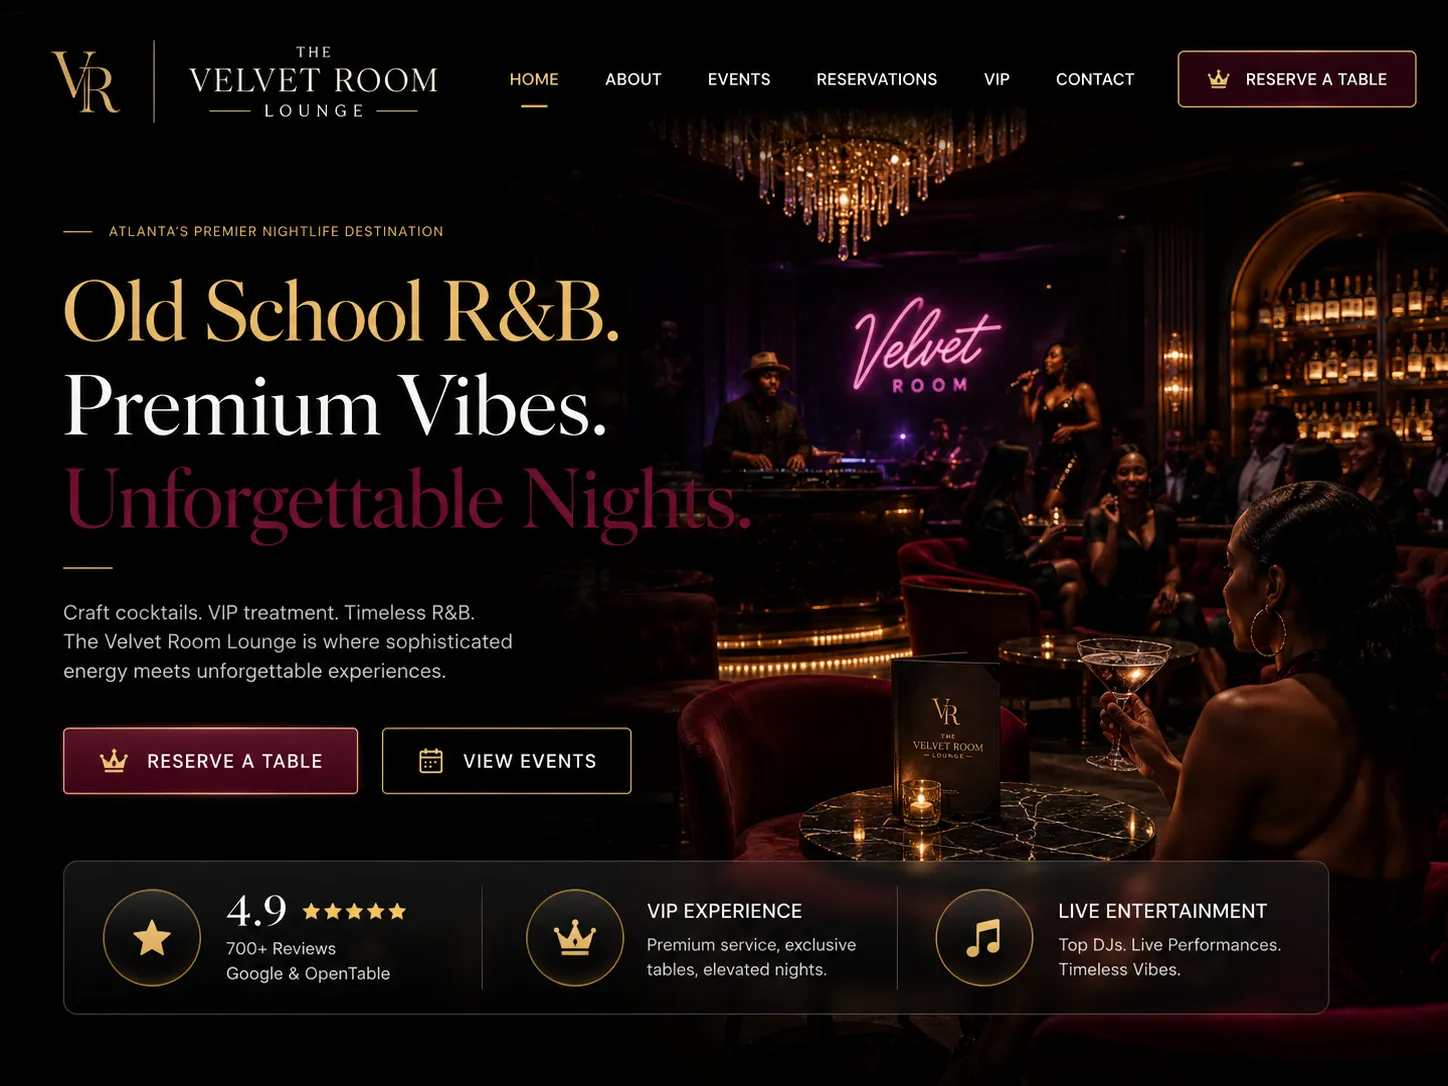 VR
THE
VELVET ROOM
LOUNGE
HOME
ABOUT
EVENTS
RESERVATIONS
VIP
CONTACT
RESERVE A TABLE
ATLANTA'S PREMIER NIGHTLIFE DESTINATION
Old School R&B.
Premium Vibes.
Unforgettable Nights.
Velvet
ROOM
Craft cocktails. VIP treatment. Timeless R&B.
The Velvet Room Lounge is where sophisticated
energy meets unforgettable experiences.
VR
THE
VELVET ROOM
LOUNGE
RESERVE A TABLE
VIEW EVENTS
4.9
700+ Reviews
Google & OpenTable
VIP EXPERIENCE
Premium service, exclusive
tables, elevated nights.
LIVE ENTERTAINMENT
Top DJs. Live Performances.
Timeless Vibes.